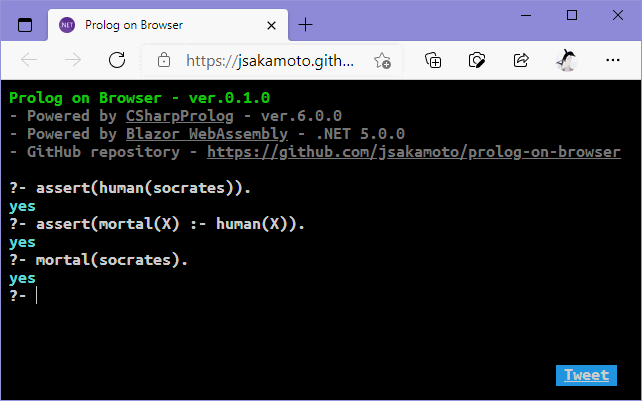 .NET
Prolog on Browser
https://jsakamoto.gith...
Prolog on Browser - ver.0.1.0
- Powered by CSharpProlog - ver.6.0.0
- Powered by Blazor WebAssembly - .NET 5.0.0
- GitHub repository - https://github.com/jsakamoto/prolog-on-browser
?- assert(human(socrates)).
yes
?- assert(mortal(X) :- human(X)).
yes
?- mortal(socrates).
yes
?-
Tweet